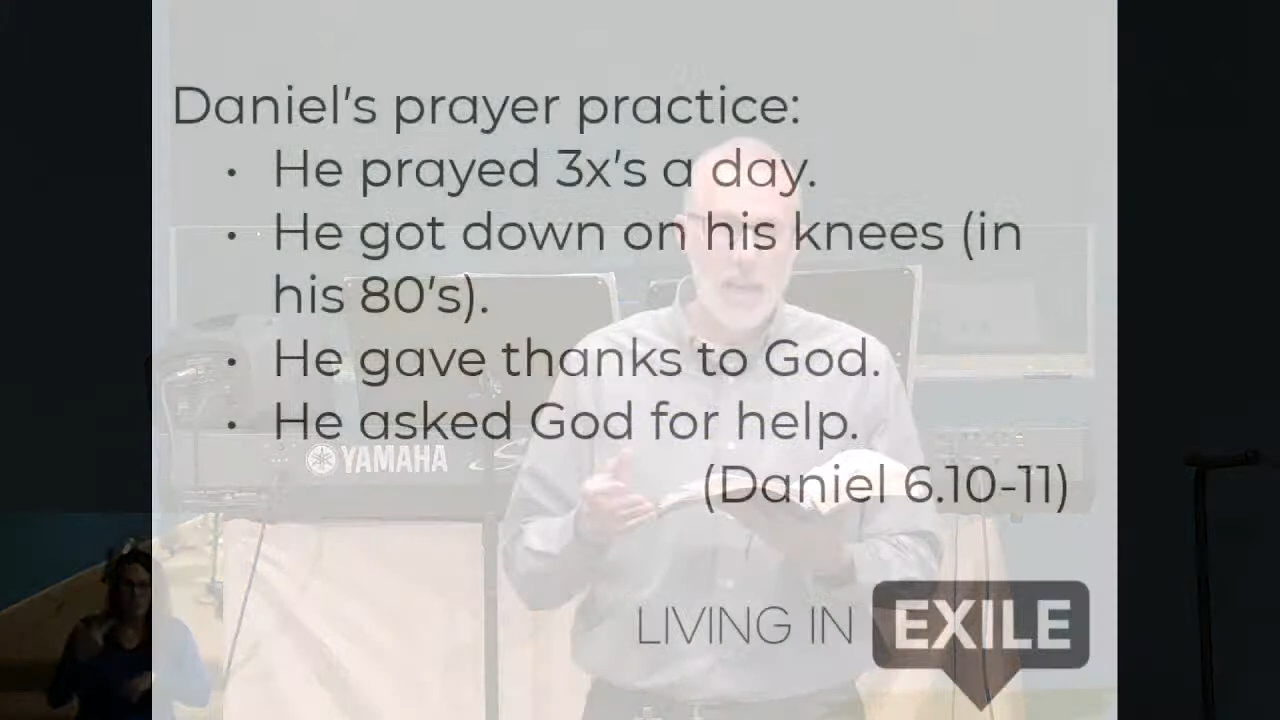 Daniel's prayer practice:
• He prayed 3x's a day.
• He got down on his knees (in
his 80's).
• He gave thanks to God.
• He asked God for help.
(Daniel 6.10-11)
YAMAHA
LIVING IN EXILE